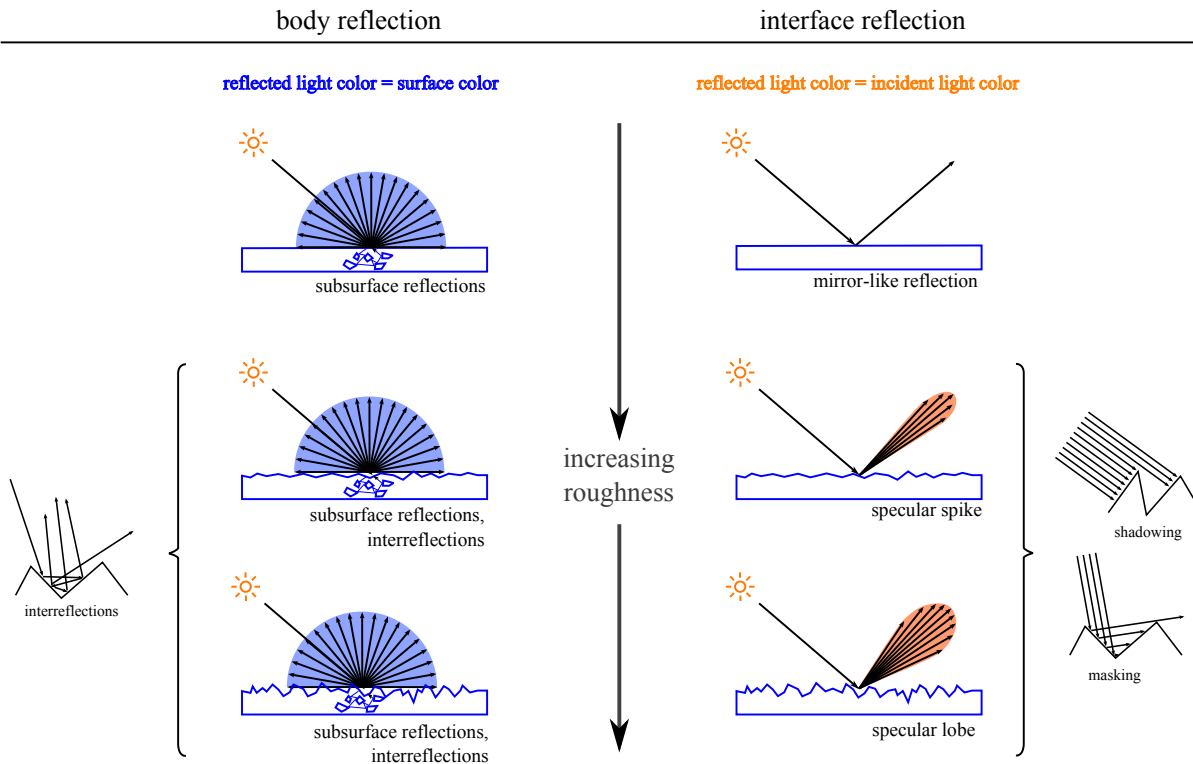 body reflection
interface reflection
reflected light color = surface color
reflected light color = incident light color
subsurface reflections
mirror-like reflection
increasing
roughness
subsurface reflections,
interreflections
specular spike
shadowing
interreflections
masking
subsurface reflections,
interreflections
specular lobe